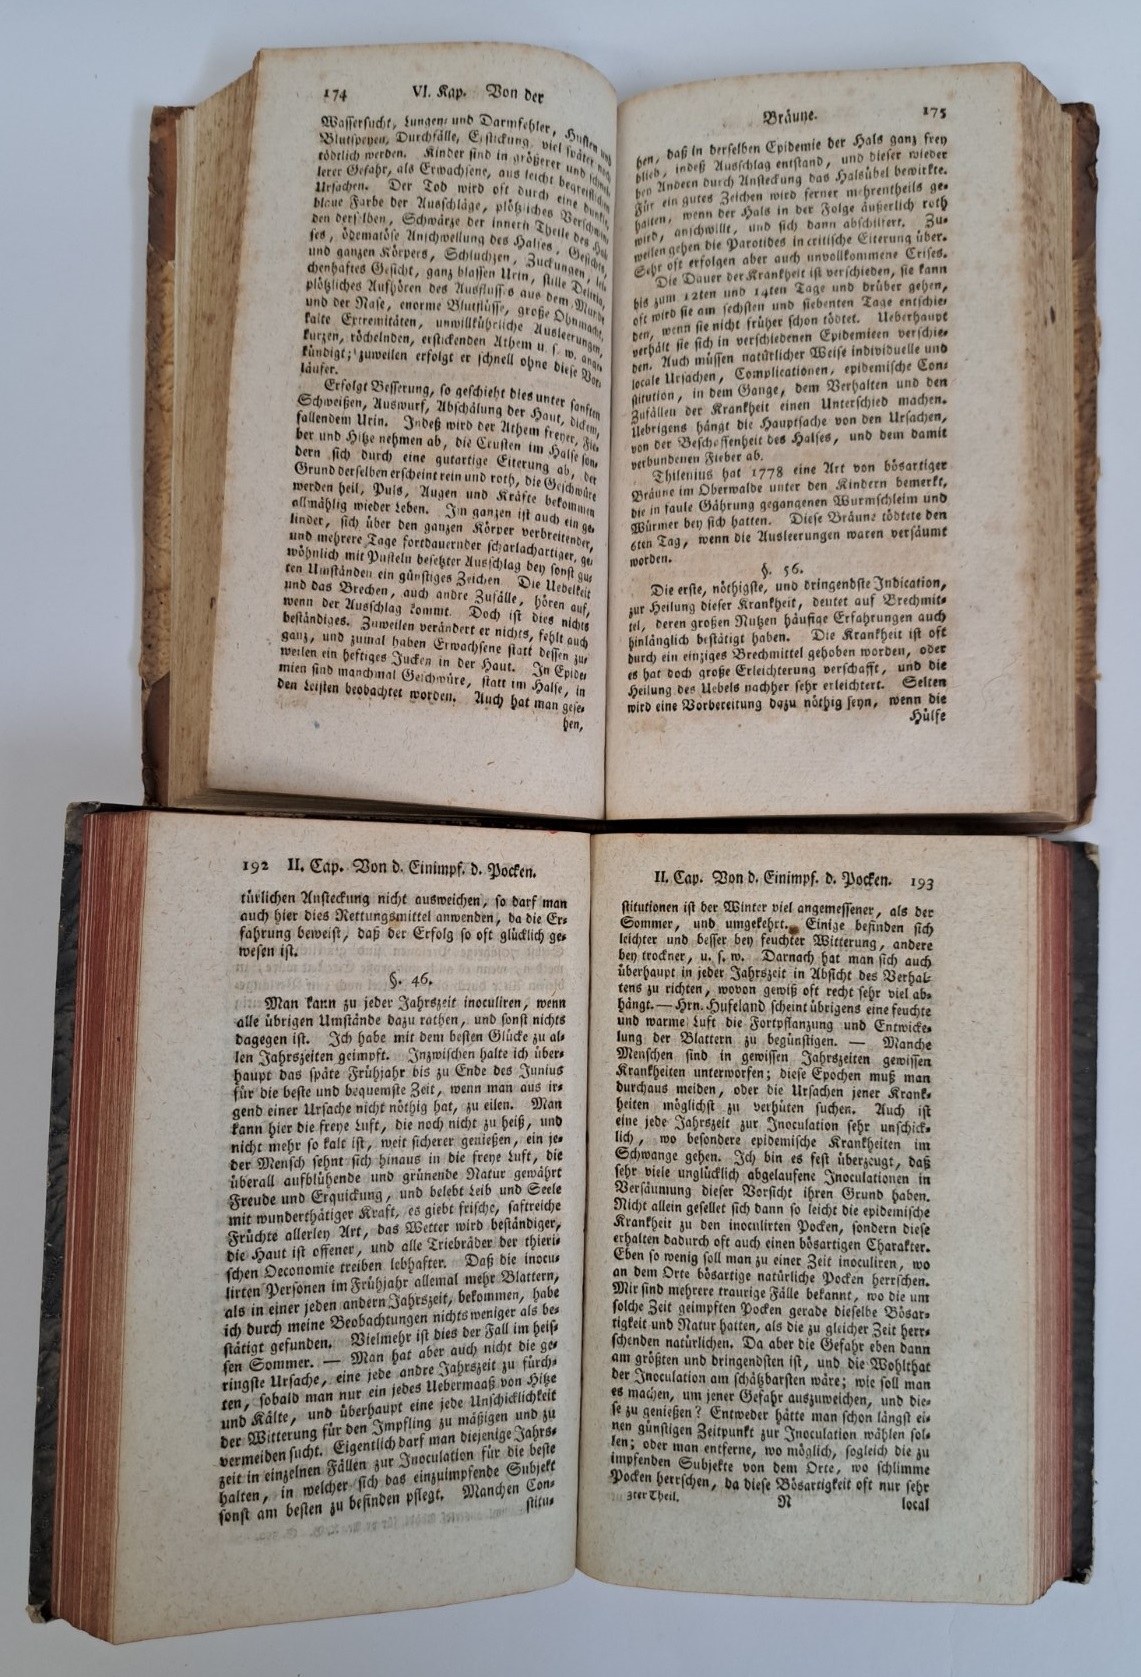 174 VI. Kap. Von der
Wassersucht, Lungen- und Darmfehler, Husten und
Blutspeyen, Durchfälle, Erstickung, viel später noch
tödtlich werden. Kinder sind in größerer und schnel-
lerer Gefahr, als Erwachsene, aus leicht begreiflichen
Ursachen. Der Tod wird oft durch eine dunkle,
blaue Farbe der Ausschläge, plötzliches Verschwin-
den derselben, Schwärze der innern Theile des Hal-
ses, ödematöse Anschwellung des Halses, Gesichts,
und ganzen Körpers, Schluchzen, Zuckungen, lei-
chenhaftes Gesicht, ganz blassen Urin, stille Deliria,
plötzliches Aufhören des Ausflusses aus dem Munde
und der Nase, enorme Blutflüsse, große Ohnmacht,
kalte Extremitäten, unwillkührliche Ausleerungen,
kurzen, röchelnden, erstickenden Athem u. s. w. ange-
kündigt; zuweilen erfolgt er schnell ohne diese Vor-
läufer.
Erfolgt Besserung, so geschieht dies unter sanften
Schweißen, Auswurf, Abschälung der Haut, dickem,
fallendem Urin. Indeß wird der Athem freyer, Fie-
ber und Hitze nehmen ab, die Crusten im Halse son-
dern sich durch eine gutartige Eiterung ab, der
Grund derselben erscheint rein und roth, die Geschwüre
werden heil, Puls, Augen und Kräfte bekommen
allmählig wieder Leben. Im ganzen ist auch ein ge-
linder, sich über den ganzen Körper verbreitender,
und mehrere Tage fortdauernder scharlachartiger, ge-
wöhnlich mit Pusteln besetzter Ausschlag bey sonst gu-
ten Umständen ein günstiges Zeichen. Die Uebelkeit
und das Brechen, auch andre Zufälle, hören auf,
wenn der Ausschlag kommt. Doch ist dies nichts
beständiges. Zuweilen verändert er nichts, fehlt auch
ganz, und zumal haben Erwachsene statt dessen zu-
weilen ein heftiges Jucken in der Haut. In Epide-
mien sind manchmal Geschwüre, statt im Halse, in
den Leisten beobachtet worden. Auch hat man gese-
hen,
Bräune. 175
hen, daß in derselben Epidemie der Hals ganz frey
blieb, indeß Ausschlag entstand, und dieser wieder
bey Andern durch Ansteckung das Halsübel bewirkte.
Für ein gutes Zeichen wird ferner mehrentheils ge-
halten, wenn der Hals in der Folge äußerlich roth
wird, anschwillt, und sich dann abschilfert. Zu-
weilen gehen die Parotides in critische Eiterung über.
Sehr oft erfolgen aber auch unvollkommene Crises.
Die Dauer der Krankheit ist verschieden, sie kann
bis zum 12ten und 14ten Tage und drüber gehen,
oft wird sie am sechsten und siebenten Tage entschie-
den, wenn sie nicht früher schon tödtet. Ueberhaupt
verhält sie sich in verschiedenen Epidemieen verschie-
den. Auch müssen natürlicher Weise individuelle und
locale Ursachen, Complicationen, epidemische Con-
stitution, in dem Gange, dem Verhalten und den
Zufällen der Krankheit einen Unterschied machen.
Uebrigens hängt die Hauptsache von den Ursachen,
von der Beschaffenheit des Halses, und dem damit
verbundenen Fieber ab.
Thilenius hat 1778 eine Art von bösartiger
Bräune im Oberwalde unter den Kindern bemerkt,
die in faule Gährung gegangenen Wurmschleim und
Würmer bey sich hatten. Diese Bräune tödtete den
6ten Tag, wenn die Ausleerungen waren versäumt
worden.
§. 56.
Die erste, nöthigste, und dringendste Indication,
zur Heilung dieser Krankheit, deutet auf Brechmit-
tel, deren großen Nutzen häufige Erfahrungen auch
hinlänglich bestätigt haben. Die Krankheit ist oft
durch ein einziges Brechmittel gehoben worden, oder
es hat doch große Erleichterung verschafft, und die
Heilung des Uebels nachher sehr erleichtert. Selten
wird eine Vorbereitung dazu nöthig seyn, wenn die
Hülfe
192 II. Cap. Von d. Einimpf. d. Pocken.
türlichen Ansteckung nicht ausweichen, so darf man
auch hier dies Rettungsmittel anwenden, da die Er-
fahrung beweist, daß der Erfolg so oft glücklich ge-
wesen ist.
§. 46.
Man kann zu jeder Jahrszeit inoculiren, wenn
alle übrigen Umstände dazu rathen, und sonst nichts
dagegen ist. Ich habe mit dem besten Glücke zu al-
len Jahrszeiten geimpft. Inzwischen halte ich über-
haupt das späte Frühjahr bis zu Ende des Junius
für die beste und bequemste Zeit, wenn man aus ir-
gend einer Ursache nicht nöthig hat, zu eilen. Man
kann hier die freye Luft, die noch nicht zu heiß, und
nicht mehr so kalt ist, weit sicherer genießen, ein je-
der Mensch sehnt sich hinaus in die freye Luft, die
überall aufblühende und grünende Natur gewährt
Freude und Erquickung, und belebt Leib und Seele
mit wunderthätiger Kraft, es giebt frische, saftreiche
Früchte allerley Art, das Wetter wird beständiger,
die Haut ist offener, und alle Triebräder der thieri-
schen Oeconomie treiben lebhafter. Daß die inocu-
lirten Personen im Frühjahr allemal mehr Blattern,
als in einer jeden andern Jahrszeit, bekommen, habe
ich durch meine Beobachtungen nichts weniger als be-
stätigt gefunden. Vielmehr ist dies der Fall im heis-
sen Sommer. — Man hat aber auch nicht die ge-
ringste Ursache, eine jede andre Jahrszeit zu fürch-
ten, sobald man nur ein jedes Uebermaaß von Hitze
und Kälte, und überhaupt eine jede Unschicklichkeit
der Witterung für den Impfling zu mäßigen und zu
vermeiden sucht. Eigentlich darf man diejenige Jahrs-
zeit in einzelnen Fällen zur Inoculation für die beste
halten, in welcher sich das einzuimpfende Subjekt
sonst am besten zu befinden pflegt. Manchen Con-
stitu-
II. Cap. Von d. Einimpf. d. Pocken. 193
stitutionen ist der Winter viel angemessener, als der
Sommer, und umgekehrt. Einige befinden sich
leichter und besser bey feuchter Witterung, andere
bey trockner, u. s. w. Darnach hat man sich auch
überhaupt in jeder Jahrszeit in Absicht des Verhal-
tens zu richten, wovon gewiß oft recht sehr viel ab-
hängt. — Hrn. Hufeland scheint übrigens eine feuchte
und warme Luft die Fortpflanzung und Entwicke-
lung der Blattern zu begünstigen. — Manche
Menschen sind in gewissen Jahrszeiten gewissen
Krankheiten unterworfen; diese Epochen muß man
durchaus meiden, oder die Ursachen jener Krank-
heiten möglichst zu verhüten suchen. Auch ist
eine jede Jahrszeit zur Inoculation sehr unschick-
lich, wo besondere epidemische Krankheiten im
Schwange gehen. Ich bin es fest überzeugt, daß
sehr viele unglücklich abgelaufene Inoculationen in
Versäumung dieser Vorsicht ihren Grund haben.
Nicht allein gesellet sich dann so leicht die epidemische
Krankheit zu den inoculirten Pocken, sondern diese
erhalten dadurch oft auch einen bösartigen Charakter.
Eben so wenig soll man zu einer Zeit inoculiren, wo
an dem Orte bösartige natürliche Pocken herrschen.
Mir sind mehrere traurige Fälle bekannt, wo die um
solche Zeit geimpften Pocken gerade dieselbe Bösar-
tigkeit und Natur hatten, als die zu gleicher Zeit herr-
schenden natürlichen. Da aber die Gefahr eben dann
am größten und dringendsten ist, und die Wohlthat
der Inoculation am schätzbarsten wäre; wie soll man
es machen, um jener Gefahr auszuweichen, und die-
se zu genießen? Entweder hätte man schon längst ei-
nen günstigen Zeitpunkt zur Inoculation wählen sol-
len; oder man entferne, wo möglich, sogleich die zu
impfenden Subjekte von dem Orte, wo schlimme
Pocken herrschen, da diese Bösartigkeit oft nur sehr
3ter Theil. N local